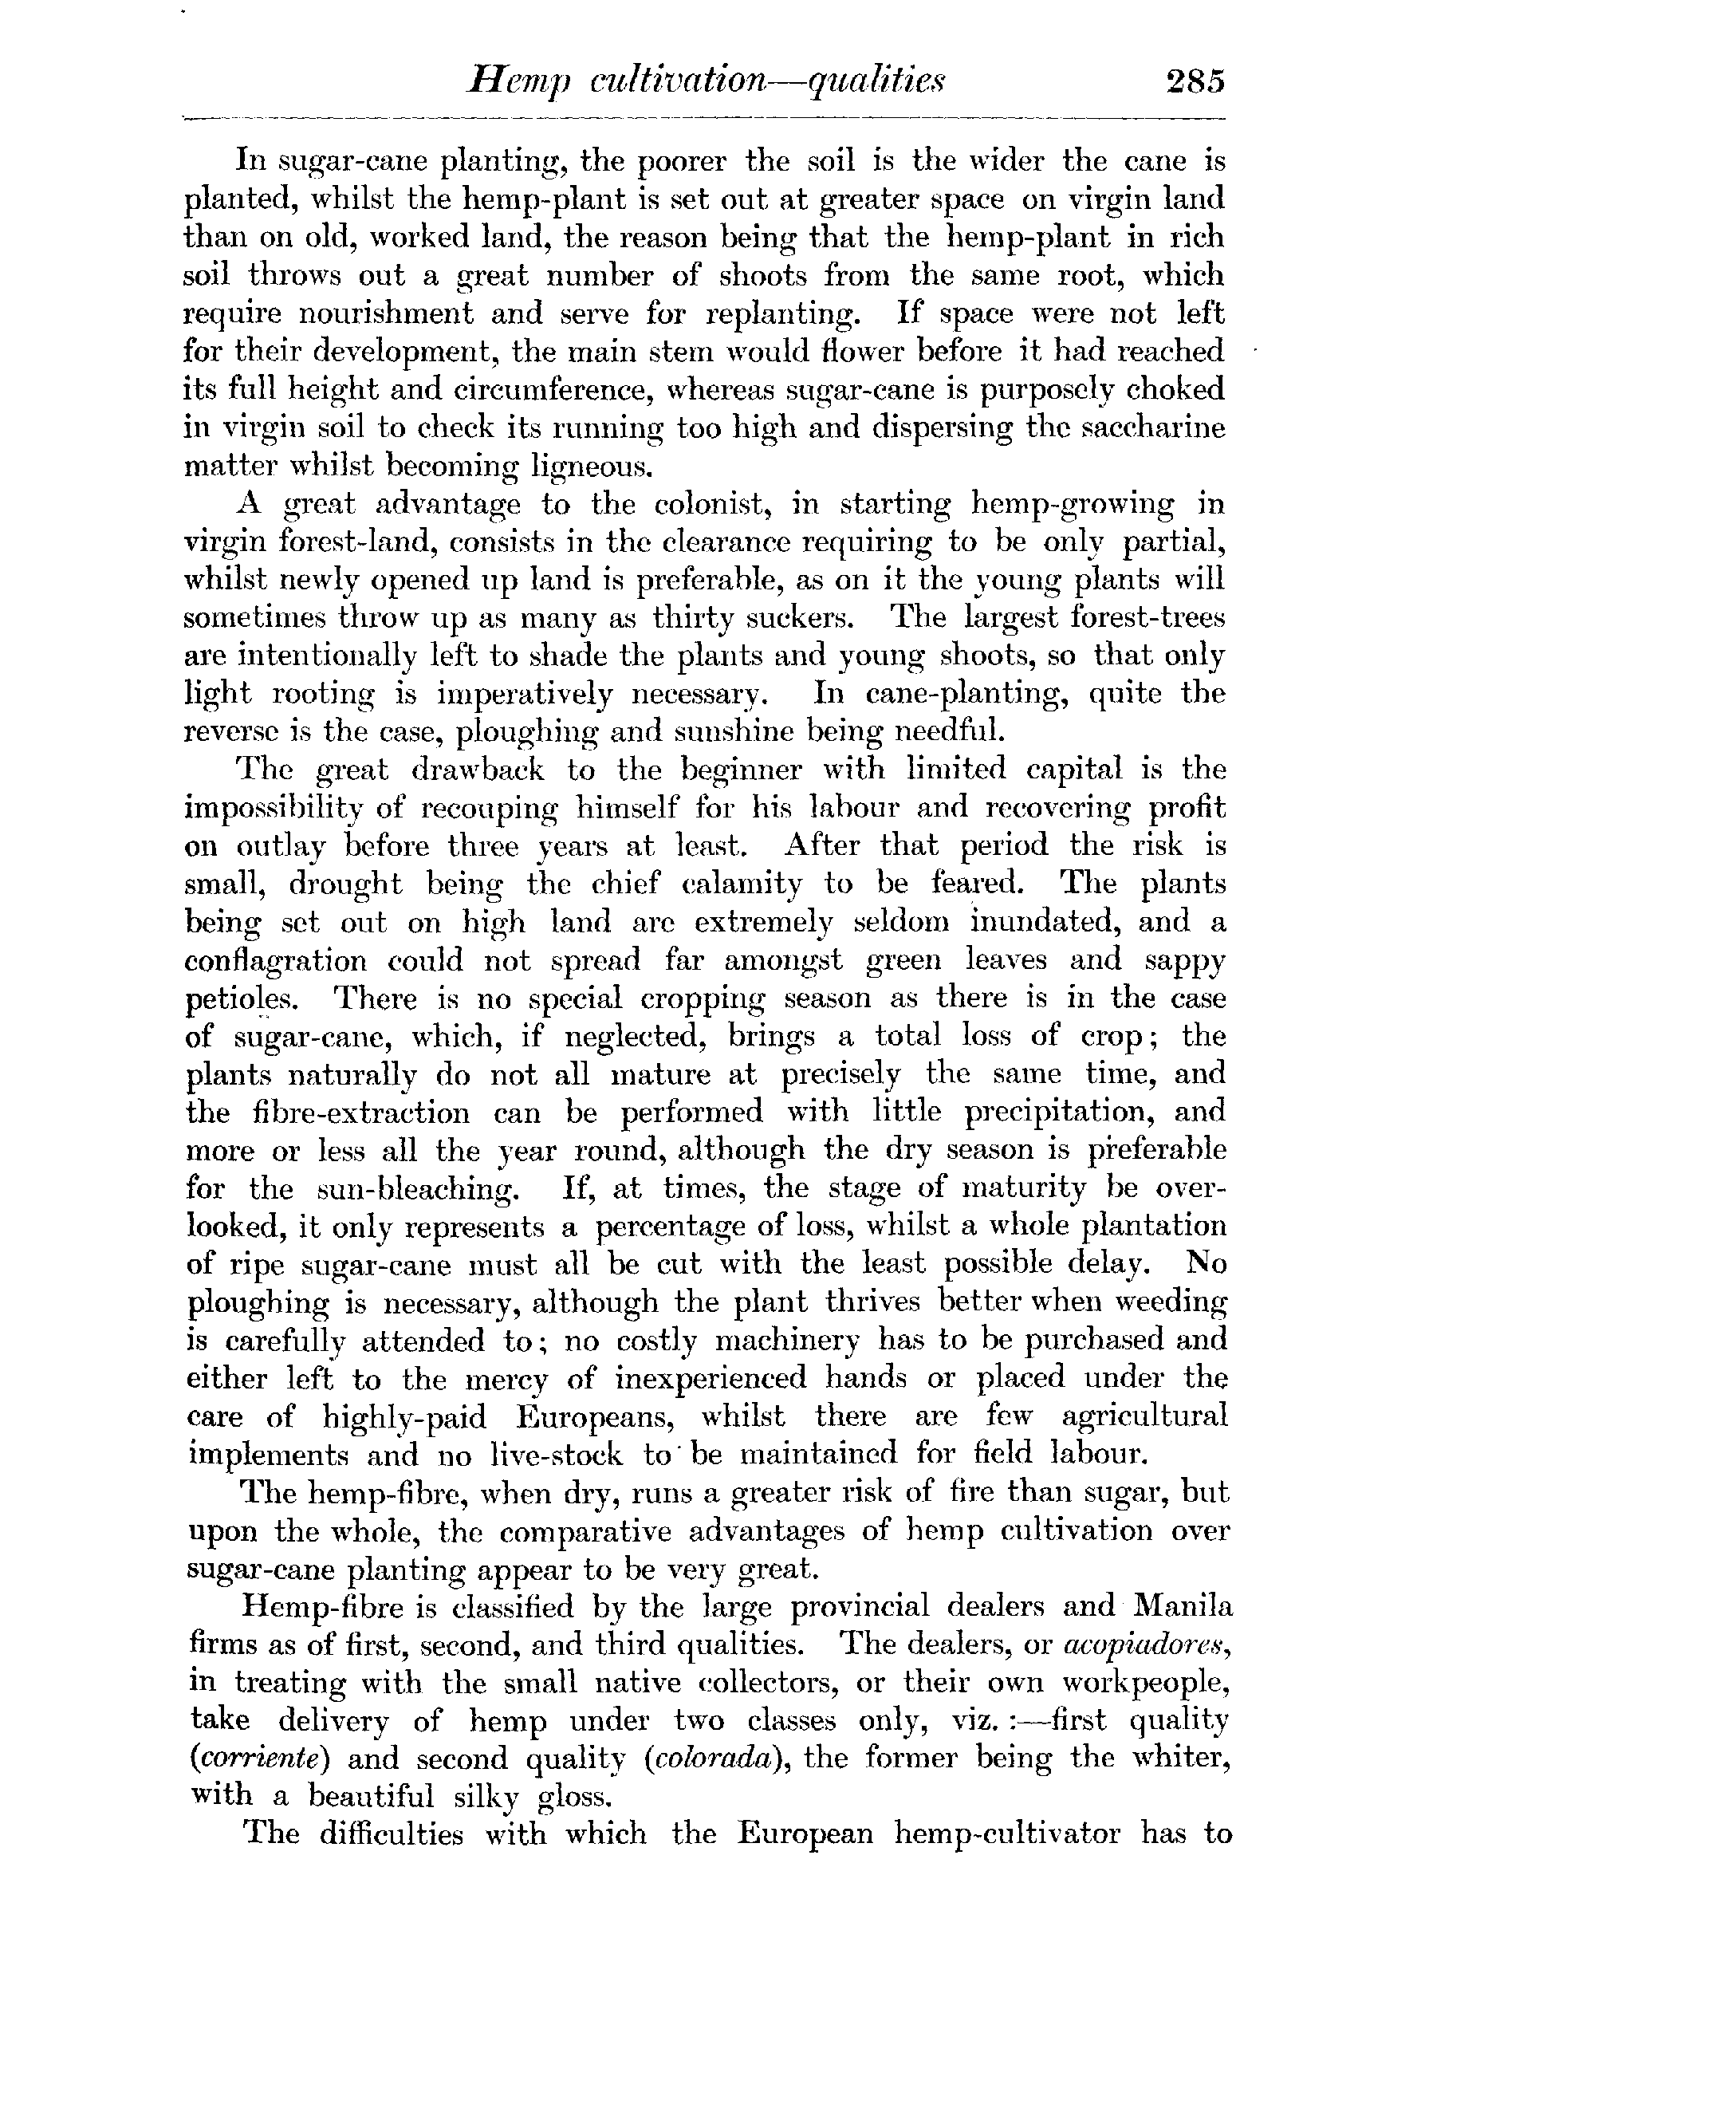 Hemp cultivation—qualities 285
In sugar-cane planting, the poorer the soil is the wider the cane is
planted, whilst the hemp-plant is set out at greater space on virgin land
than on old, worked land, the reason being that the hemp-plant in rich
soil throws out a great number of shoots from the same root, which
require nourishment and serve for replanting. If space were not left
for their development, the main stem would flower before it had reached
its full height and circumference, whereas sugar-cane is purposely choked
in virgin soil to check its running too high and dispersing the saccharine
matter whilst becoming ligneous.
A great advantage to the colonist, in starting hemp-growing in
virgin forest-land, consists in the clearance requiring to be only partial,
whilst newly opened up land is preferable, as on it the young plants will
sometimes throw up as many as thirty suckers. The largest forest-trees
are intentionally left to shade the plants and young shoots, so that only
light rooting is imperatively necessary. In cane-planting, quite the
reverse is the case, ploughing and sunshine being needful.
The great drawback to the beginner with limited capital is the
impossibility of recouping himself for his labour and recovering profit
on outlay before three years at least. After that period the risk is
small, drought being the chief calamity to be feared. The plants
being set out on high land are extremely seldom inundated, and a
conflagration could not spread far amongst green leaves and sappy
petioles. There is no special cropping season as there is in the case
of sugar-cane, which, if neglected, brings a total loss of crop; the
plants naturally do not all mature at precisely the same time, and
the fibre-extraction can be performed with little precipitation, and
more or less all the year round, although the dry season is preferable
for the sun-bleaching. If, at times, the stage of maturity be over-
looked, it only represents a percentage of loss, whilst a whole plantation
of ripe sugar-cane must all be cut with the least possible delay. No
ploughing is necessary, although the plant thrives better when weeding
is carefully attended to; no costly machinery has to be purchased and
either left to the mercy of inexperienced hands or placed under the
care of highly-paid Europeans, whilst there are few agricultural
implements and no live-stock to be maintained for field labour.
The hemp-fibre, when dry, runs a greater risk of fire than sugar, but
upon the whole, the comparative advantages of hemp cultivation over
sugar-cane planting appear to be very great.
Hemp-fibre is classified by the large provincial dealers and Manila
firms as of first, second, and third qualities. The dealers, or acopiadores,
in treating with the small native collectors, or their own workpeople,
take delivery of hemp under two classes only, viz. :—first quality
(corriente) and second quality (colorada), the former being the whiter,
with a beautiful silky gloss.
The difficulties with which the European hemp-cultivator has to